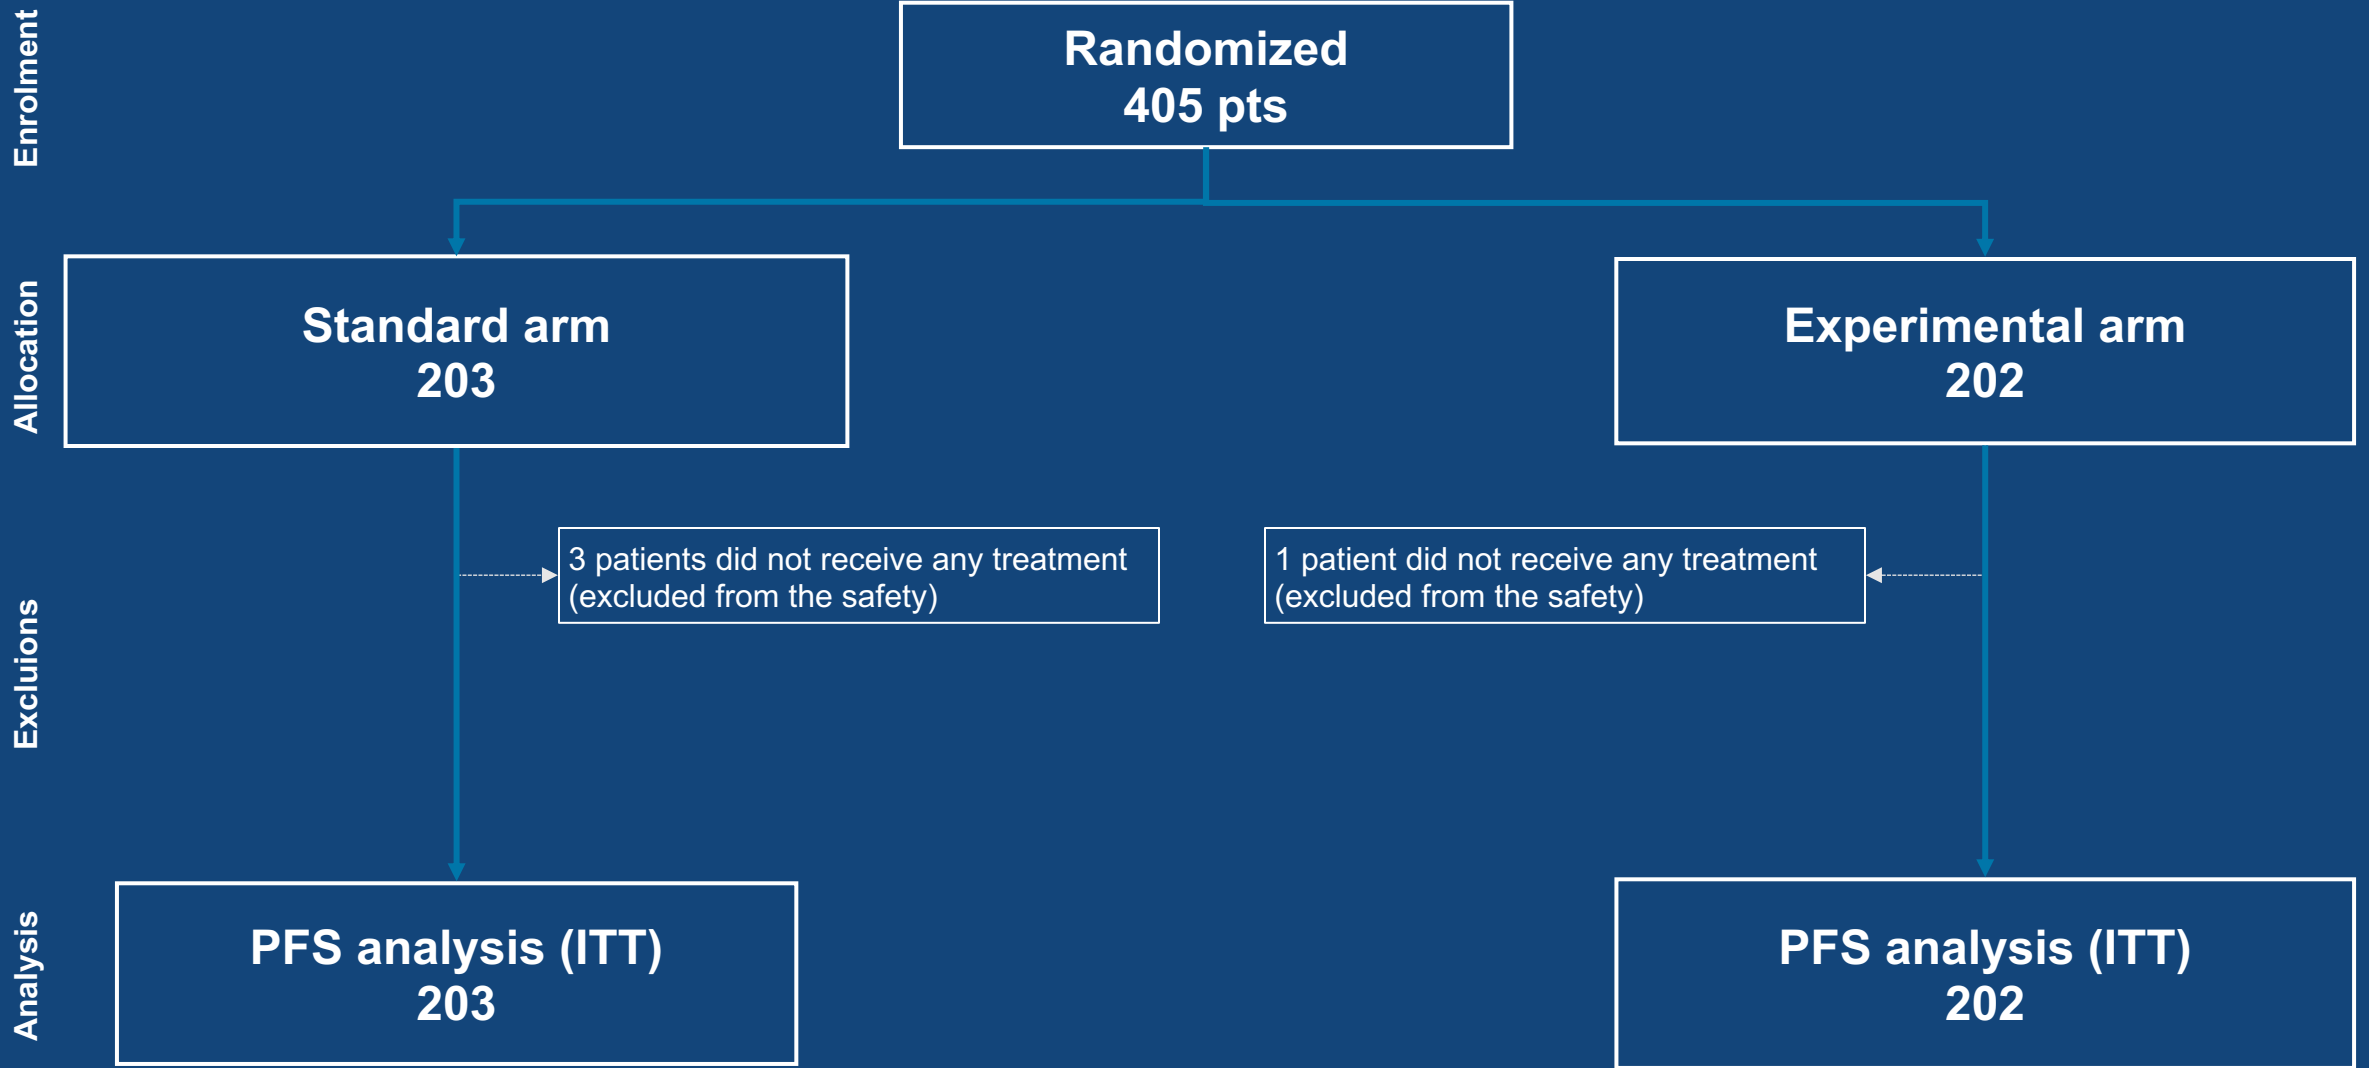 Enrolment
Randomized
405 pts
Allocation
Standard arm
203
Experimental arm
202
Excluions
3 patients did not receive any treatment
(excluded from the safety)
1 patient did not receive any treatment
(excluded from the safety)
Analysis
PFS analysis (ITT)
203
PFS analysis (ITT)
202